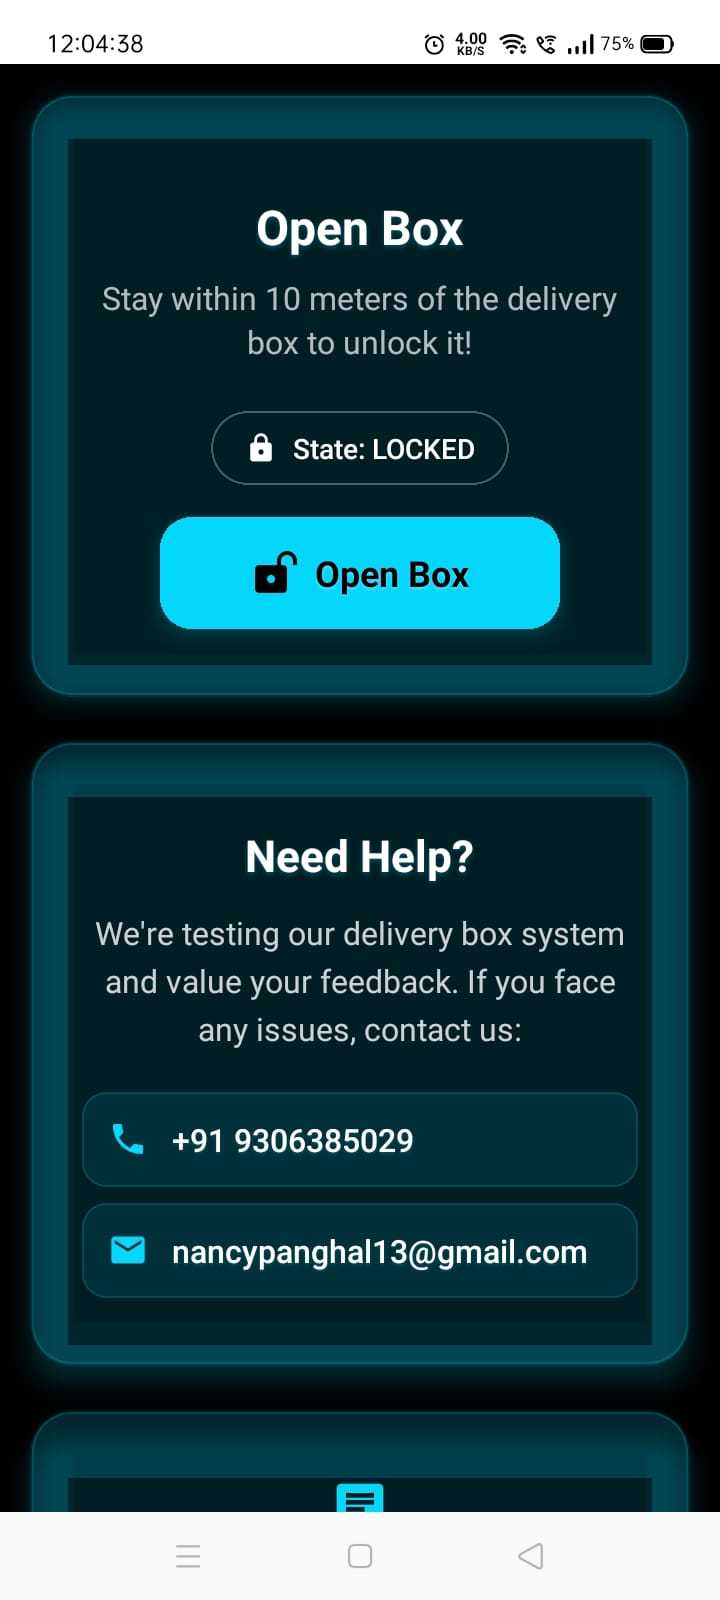 12:04:38
4.00
KB/S
75%
Open Box
Stay within 10 meters of the delivery
box to unlock it!
State: LOCKED
Open Box
Need Help?
We're testing our delivery box system
and value your feedback. If you face
any issues, contact us:
+91 9306385029
nancypanghal13@gmail.com